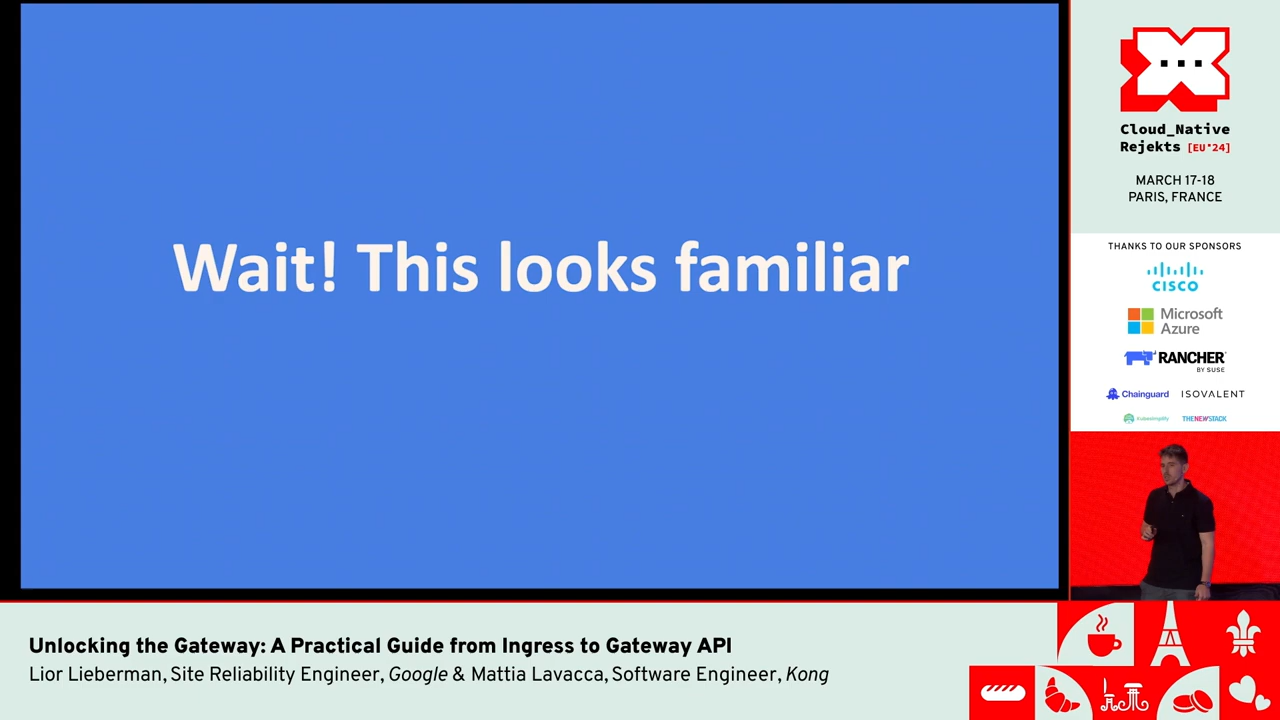 Wait! This looks familiar
Cloud_Native
Rejekts [EU'24]
MARCH 17-18
PARIS, FRANCE
THANKS TO OUR SPONSORS
CISCO
Microsoft
Azure
RANCHER
BY SUSE
Chainguard
ISOVALENT
Kubesimplify
THENEWSTACK
Unlocking the Gateway: A Practical Guide from Ingress to Gateway API
Lior Lieberman, Site Reliability Engineer, Google & Mattia Lavacca, Software Engineer, Kong